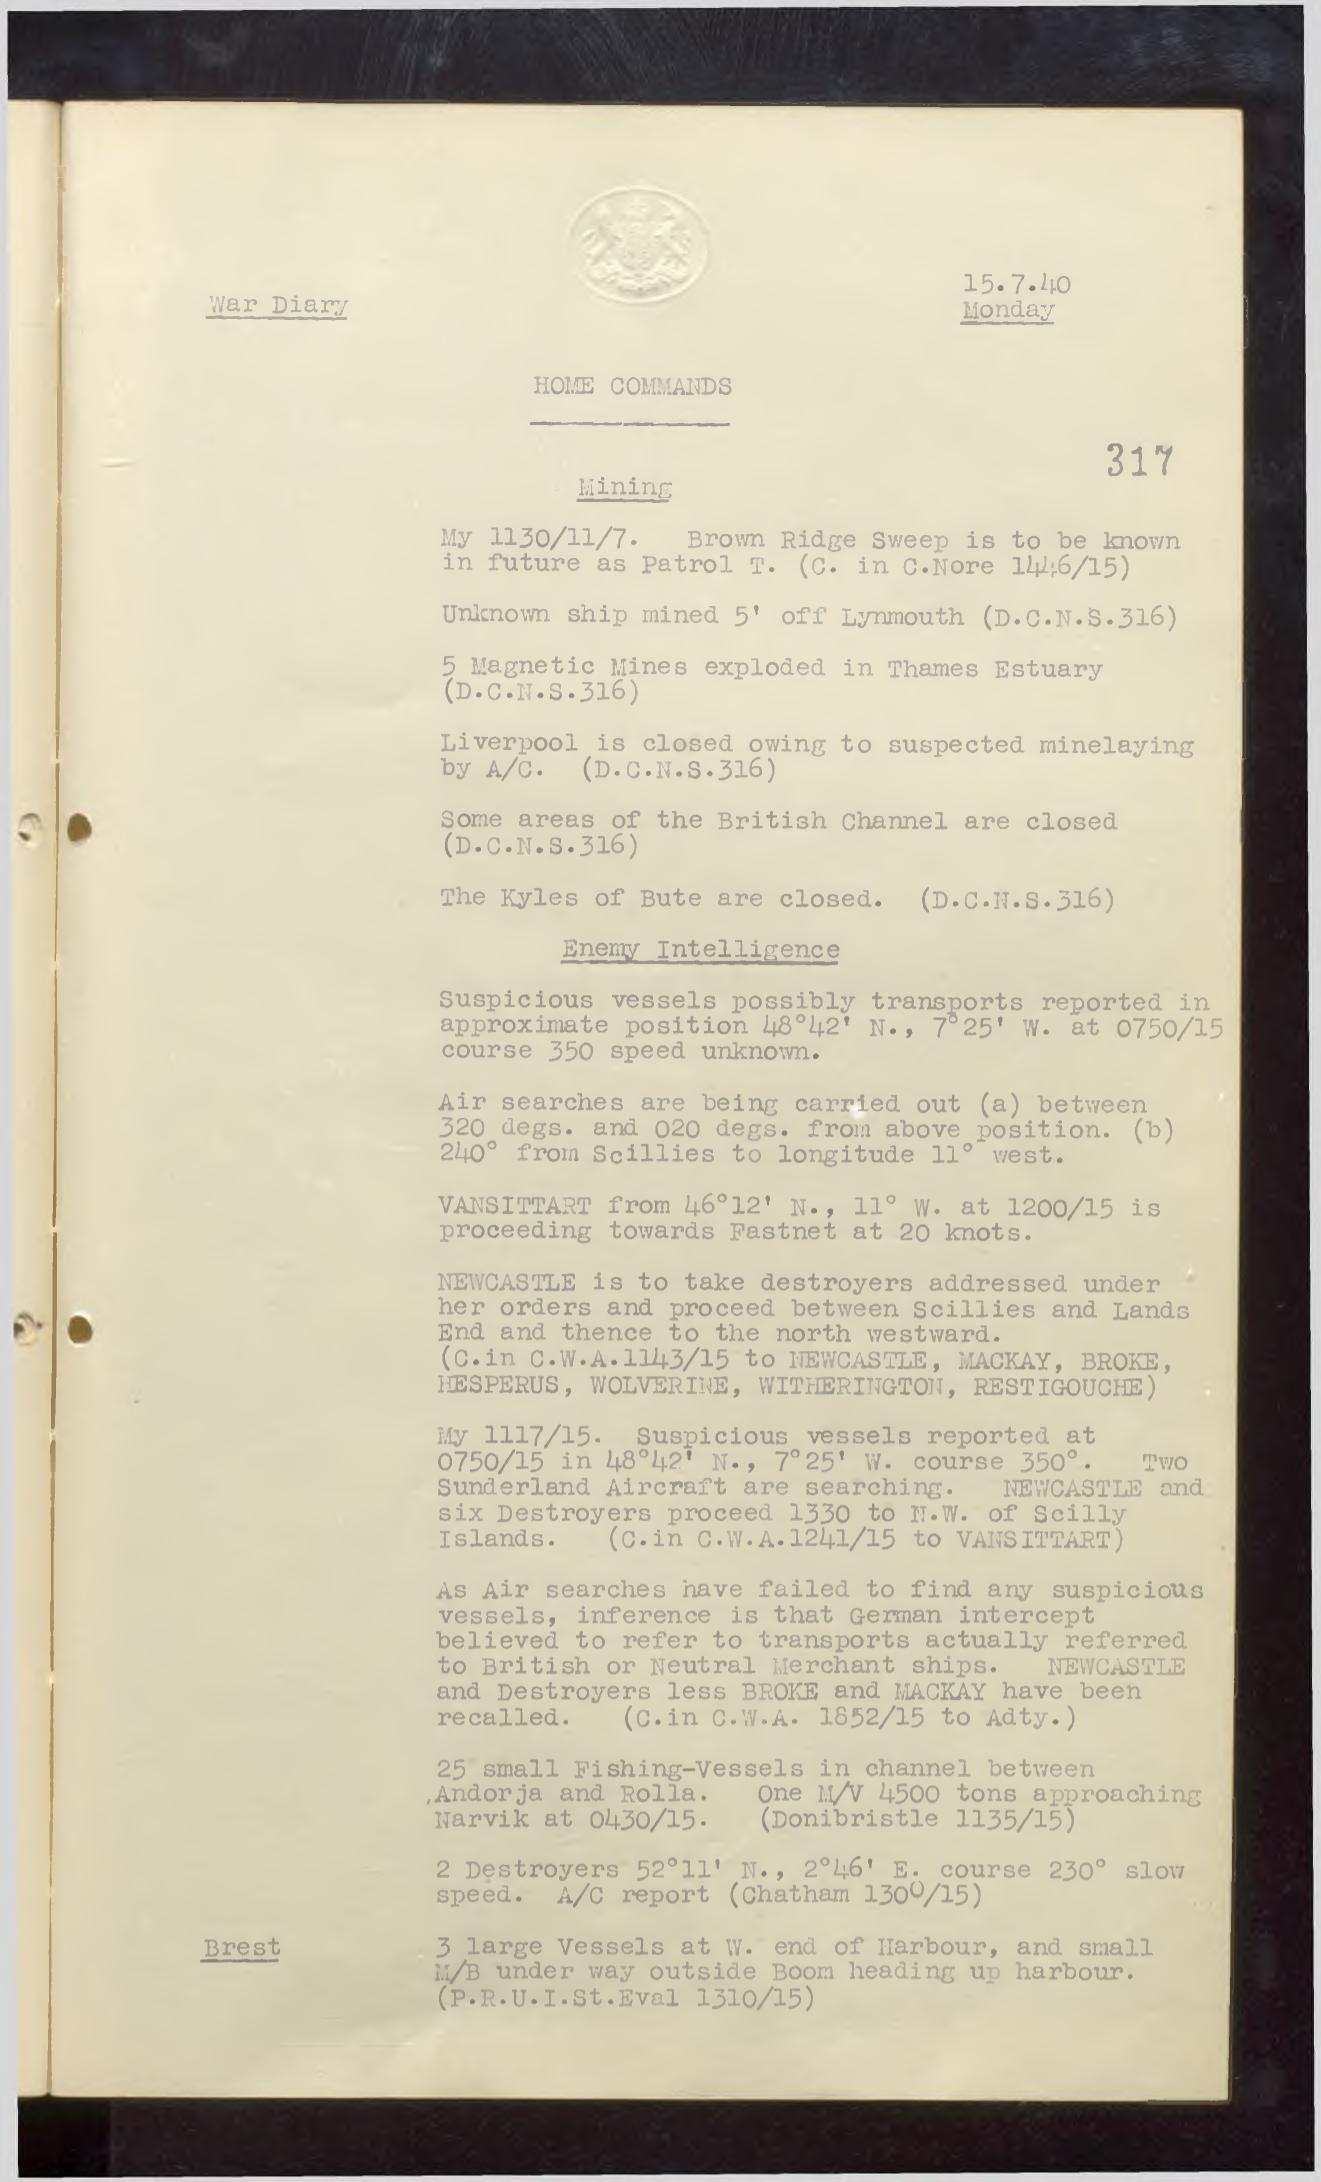 War Diary
15.7.40
Monday
HOME COMMANDS
317
Mining
My 1130/11/7. Brown Ridge Sweep is to be known
in future as Patrol T. (C. in C.Nore 1446/15)
Unknown ship mined 5' off Lynmouth (D.C.N.S.316)
5 Magnetic Mines exploded in Thames Estuary
(D.C.N.S.316)
Liverpool is closed owing to suspected minelaying
by A/C. (D.C.N.S.316)
Some areas of the British Channel are closed
(D.C.N.S.316)
The Kyles of Bute are closed. (D.C.N.S.316)
Enemy Intelligence
Suspicious vessels possibly transports reported in
approximate position 48°42' N., 7°25' W. at 0750/15
course 350 speed unknown.
Air searches are being carried out (a) between
320 degs. and 020 degs. from above position. (b)
240° from Scillies to longitude 11° west.
VANSITTART from 46°12' N., 11° W. at 1200/15 is
proceeding towards Fastnet at 20 knots.
NEWCASTLE is to take destroyers addressed under
her orders and proceed between Scillies and Lands
End and thence to the north westward.
(C.in C.W.A.1143/15 to NEWCASTLE, MACKAY, BROKE,
HESPERUS, WOLVERINE, WITHERINGTON, RESTIGOUCHE)
My 1117/15. Suspicious vessels reported at
0750/15 in 48°42' N., 7°25' W. course 350°. Two
Sunderland Aircraft are searching. NEWCASTLE and
six Destroyers proceed 1330 to N.W. of Scilly
Islands. (C.in C.W.A.1241/15 to VANSITTART)
As Air searches have failed to find any suspicious
vessels, inference is that German intercept
believed to refer to transports actually referred
to British or Neutral Merchant ships. NEWCASTLE
and Destroyers less BROKE and MACKAY have been
recalled. (C.in C.W.A. 1852/15 to Adty.)
25 small Fishing-Vessels in channel between
Andorja and Rolla. One M/V 4500 tons approaching
Narvik at 0430/15. (Donibristle 1135/15)
2 Destroyers 52°11' N., 2°46' E. course 230° slow
speed. A/C report (Chatham 1300/15)
Brest
3 large Vessels at W. end of Harbour, and small
M/B under way outside Boom heading up harbour.
(P.R.U.I.St.Eval 1310/15)